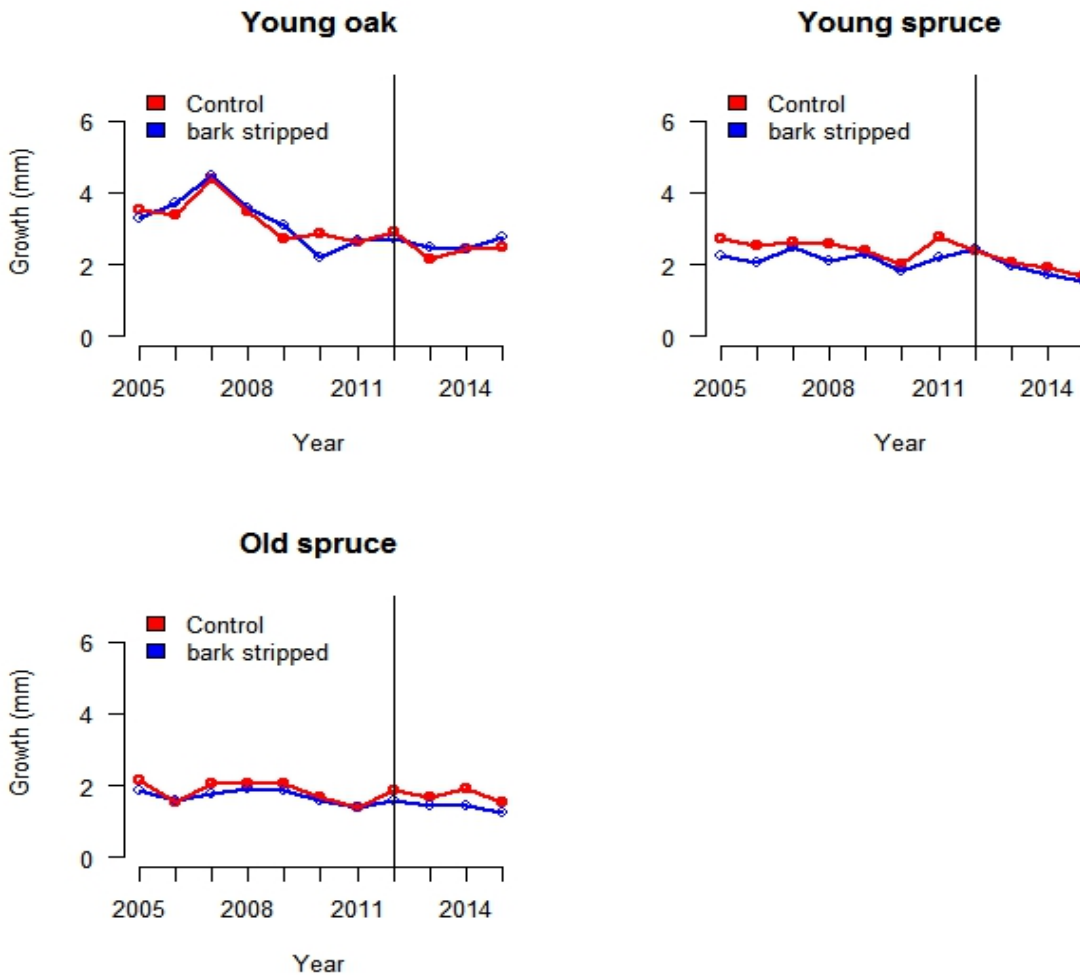 Young oak
Control
bark stripped
Growth (mm)
6
4
2
0
2005 2008 2011 2014
Year
Young spruce
Control
bark stripped
6
4
2
0
2005 2008 2011 2014
Year
Old spruce
Control
bark stripped
Growth (mm)
6
4
2
0
2005 2008 2011 2014
Year